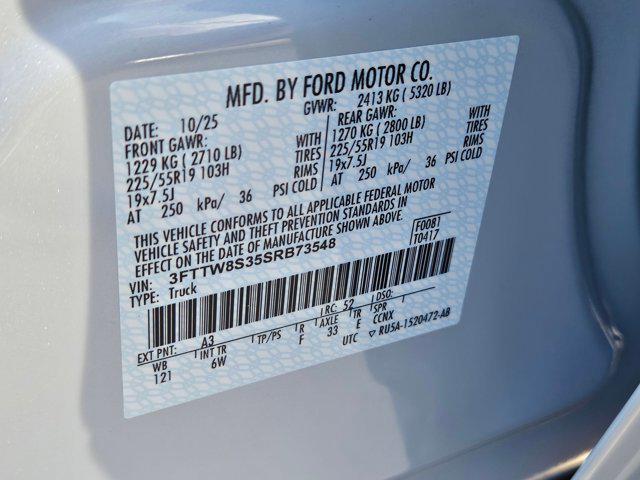 MFD. BY FORD MOTOR CO.
DATE: 10/25 GVWR: 2413 KG ( 5320 LB)
FRONT GAWR: REAR GAWR:
1229 KG ( 2710 LB) WITH 1270 KG ( 2800 LB) WITH
225/55R19 103H TIRES 225/55R19 103H TIRES
19x7.5J RIMS 19x7.5J RIMS
AT 250 kPa/ 36 PSI COLD AT 250 kPa/ 36 PSI COLD
THIS VEHICLE CONFORMS TO ALL APPLICABLE FEDERAL MOTOR
VEHICLE SAFETY AND THEFT PREVENTION STANDARDS IN
EFFECT ON THE DATE OF MANUFACTURE SHOWN ABOVE.
VIN: 3FTTW8S35SRB73548 F0081
TYPE: Truck T0417
EXT PNT: A3 RC: 52 DSO:
WB INT TR TP/PS R AXLE TR SPR
121 6W F 33 E CCNX
UTC ▽ RU5A-1520472-AB